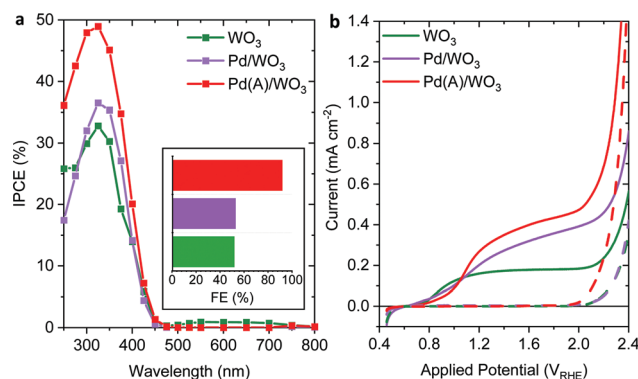 a
50
40
30
20
10
0
IPCE (%)
300 400 500 600 700 800
Wavelength (nm)
WO₃
Pd/WO₃
Pd(A)/WO₃
0 20 40 60 80 100
FE (%)
b
1.4
1.2
1.0
0.8
0.6
0.4
0.2
0.0
Current (mA cm⁻²)
0.4 0.8 1.2 1.6 2.0 2.4
Applied Potential (V_RHE)
WO₃
Pd/WO₃
Pd(A)/WO₃